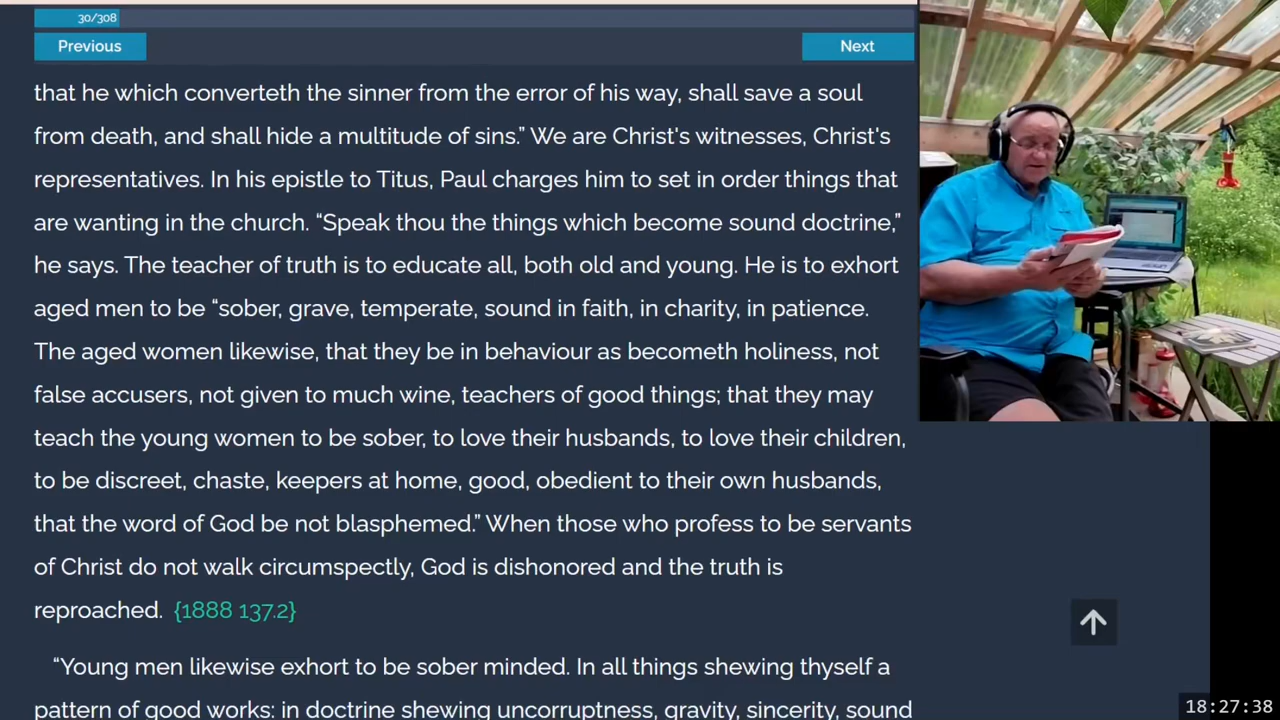 30/308
Previous
Next
that he which converteth the sinner from the error of his way, shall save a soul
from death, and shall hide a multitude of sins.” We are Christ's witnesses, Christ's
representatives. In his epistle to Titus, Paul charges him to set in order things that
are wanting in the church. “Speak thou the things which become sound doctrine,”
he says. The teacher of truth is to educate all, both old and young. He is to exhort
aged men to be “sober, grave, temperate, sound in faith, in charity, in patience.
The aged women likewise, that they be in behaviour as becometh holiness, not
false accusers, not given to much wine, teachers of good things; that they may
teach the young women to be sober, to love their husbands, to love their children,
to be discreet, chaste, keepers at home, good, obedient to their own husbands,
that the word of God be not blasphemed.” When those who profess to be servants
of Christ do not walk circumspectly, God is dishonored and the truth is
reproached. {1888 137.2}
“Young men likewise exhort to be sober minded. In all things shewing thyself a
pattern of good works: in doctrine shewing uncorruptness, gravity, sincerity, sound
18:27:38